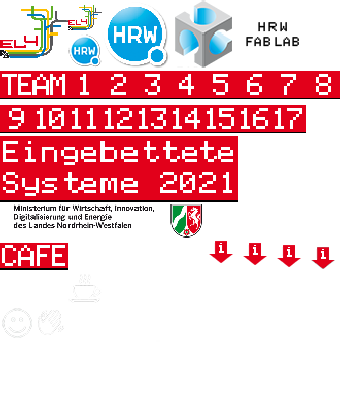 EL4
EL4
HRW
HRW
HRW
FAB LAB
TEAM 1 2 3 4 5 6 7 8
9 10 11 12 13 14 15 16 17
Eingebettete
Systeme 2021
Ministerium für Wirtschaft, Innovation,
Digitalisierung und Energie
des Landes Nordrhein-Westfalen
CAFE
i i i i